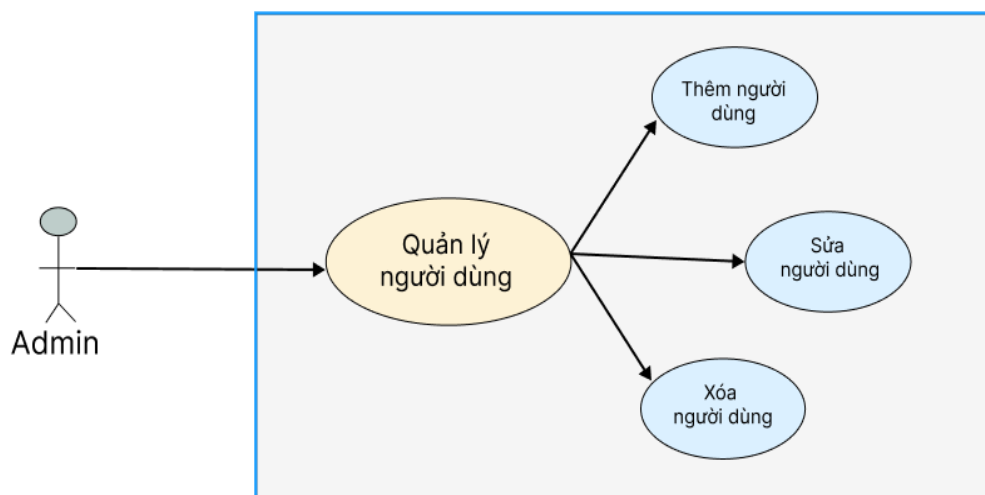 Thêm người
dùng
Quản lý
người dùng
Sửa
người dùng
Admin
Xóa
người dùng